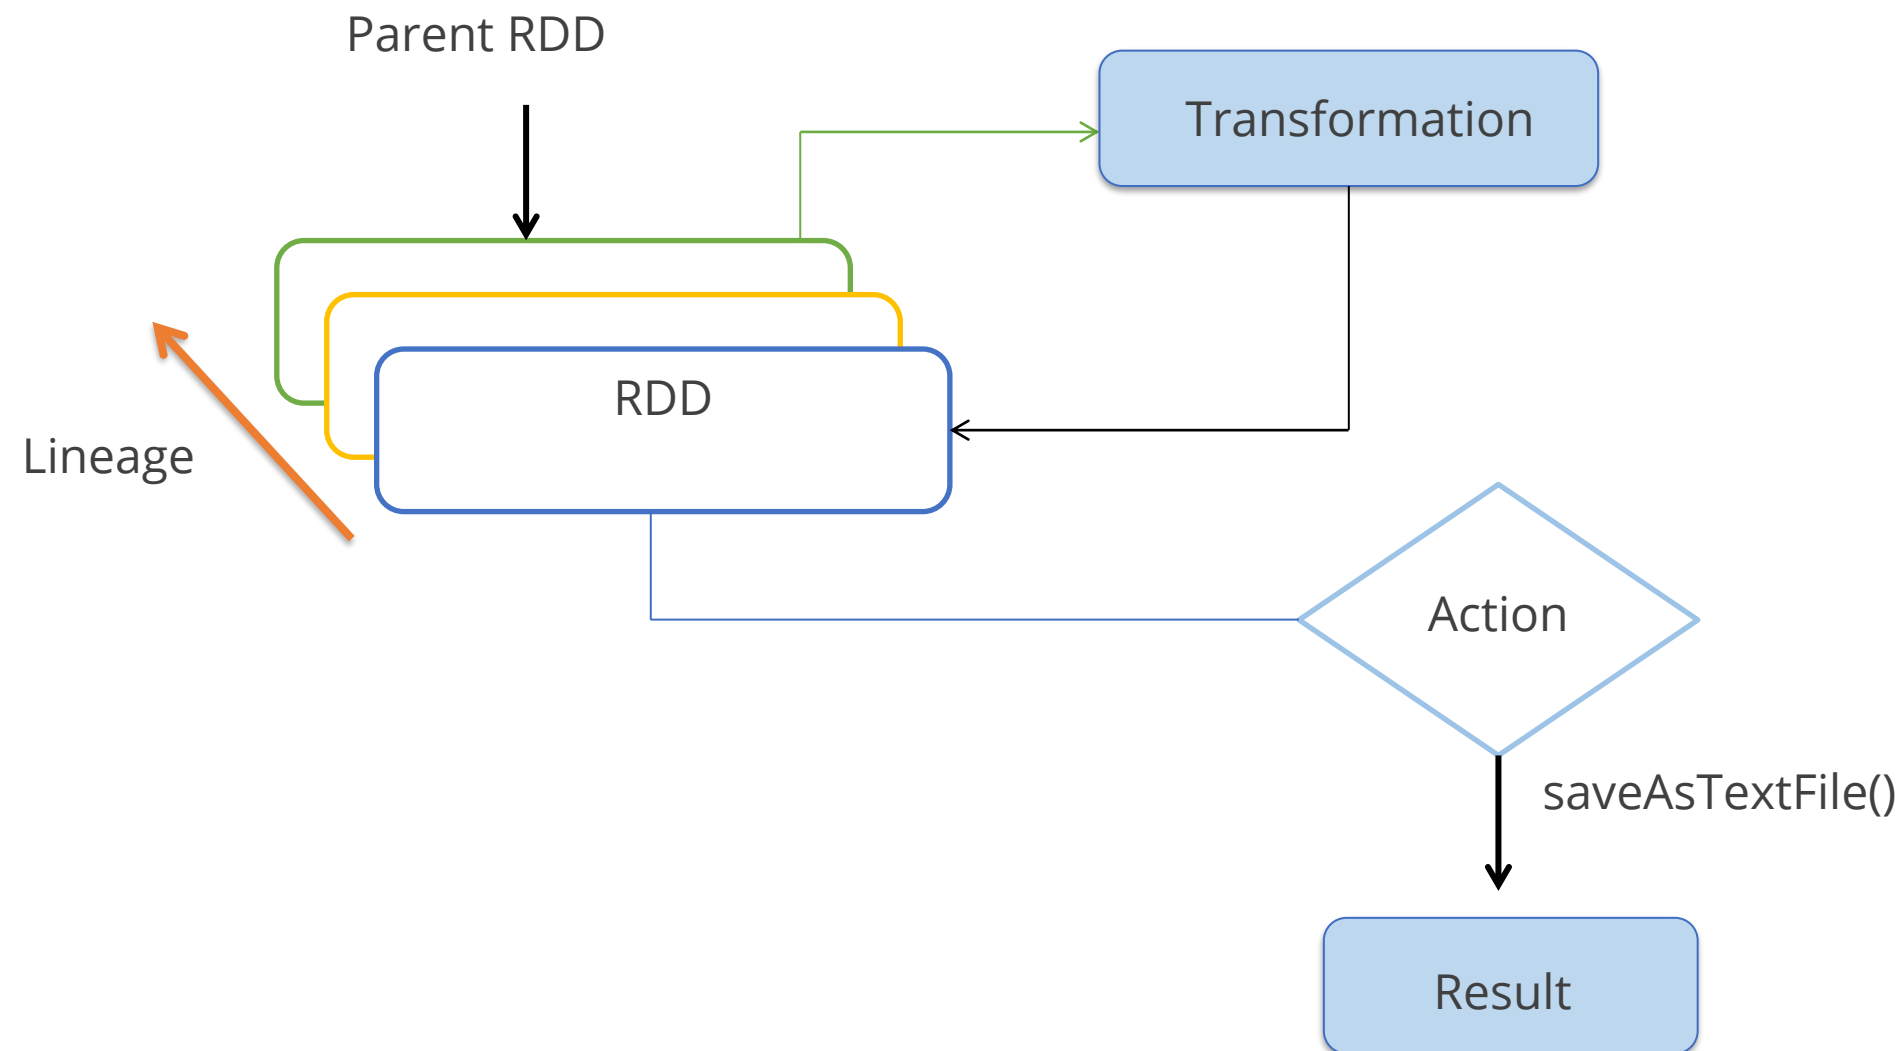 Parent RDD
Transformation
RDD
Lineage
Action
saveAsTextFile()
Result